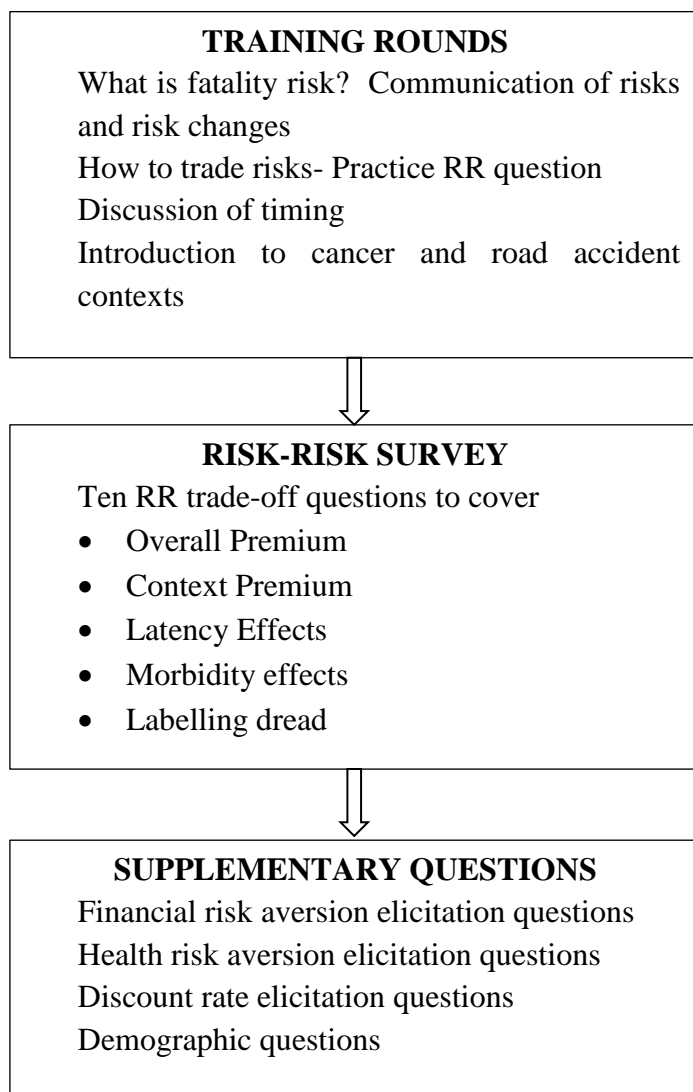 TRAINING ROUNDS
What is fatality risk? Communication of risks
and risk changes
How to trade risks- Practice RR question
Discussion of timing
Introduction to cancer and road accident
contexts
RISK-RISK SURVEY
Ten RR trade-off questions to cover
• Overall Premium
• Context Premium
• Latency Effects
• Morbidity effects
• Labelling dread
SUPPLEMENTARY QUESTIONS
Financial risk aversion elicitation questions
Health risk aversion elicitation questions
Discount rate elicitation questions
Demographic questions